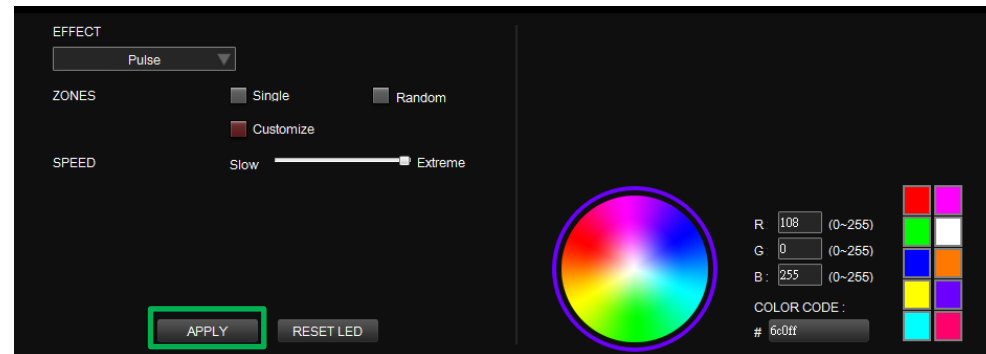 EFFECT
Pulse
ZONES
Single
Random
Customize
SPEED
Slow
Extreme
APPLY
RESET LED
R 108 (0~255)
G 0 (0~255)
B : 255 (0~255)
COLOR CODE :
# 6c0ff